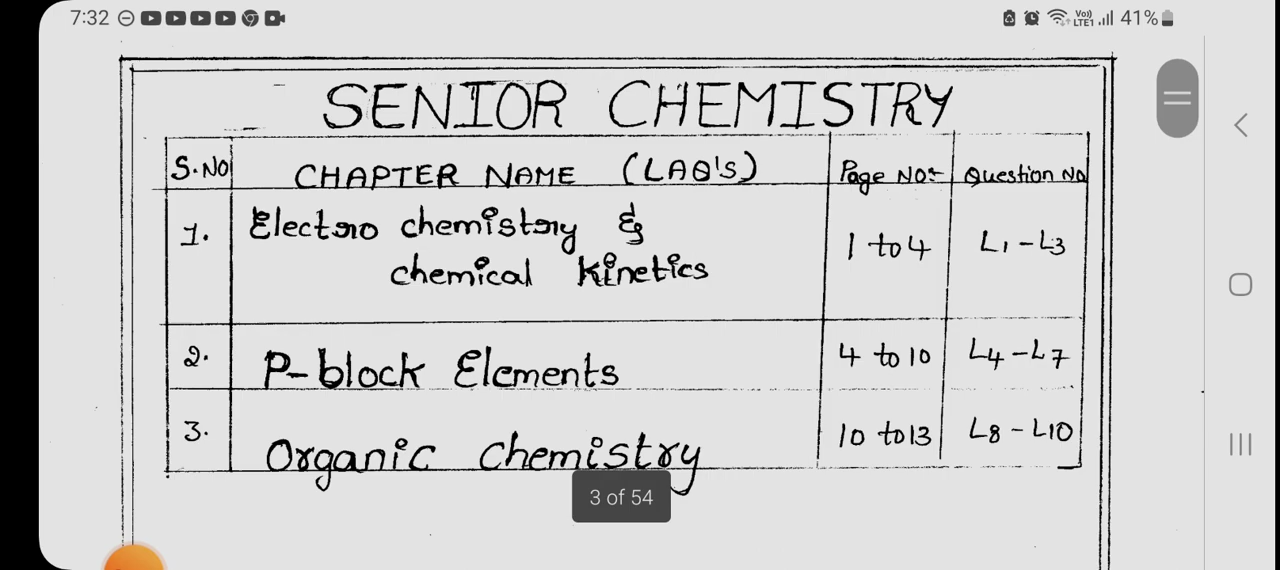 7:32
Vo) LTE1 41%
SENIOR CHEMISTRY
S.NO CHAPTER NAME (LAQ'S) Page NO:- Question NO
1. Electro chemistry & chemical kinetics 1 to 4 L1 - L3
2. P-block Elements 4 to 10 L4 - L7
3. Organic chemistry 10 to 13 L8 - L10
3 of 54